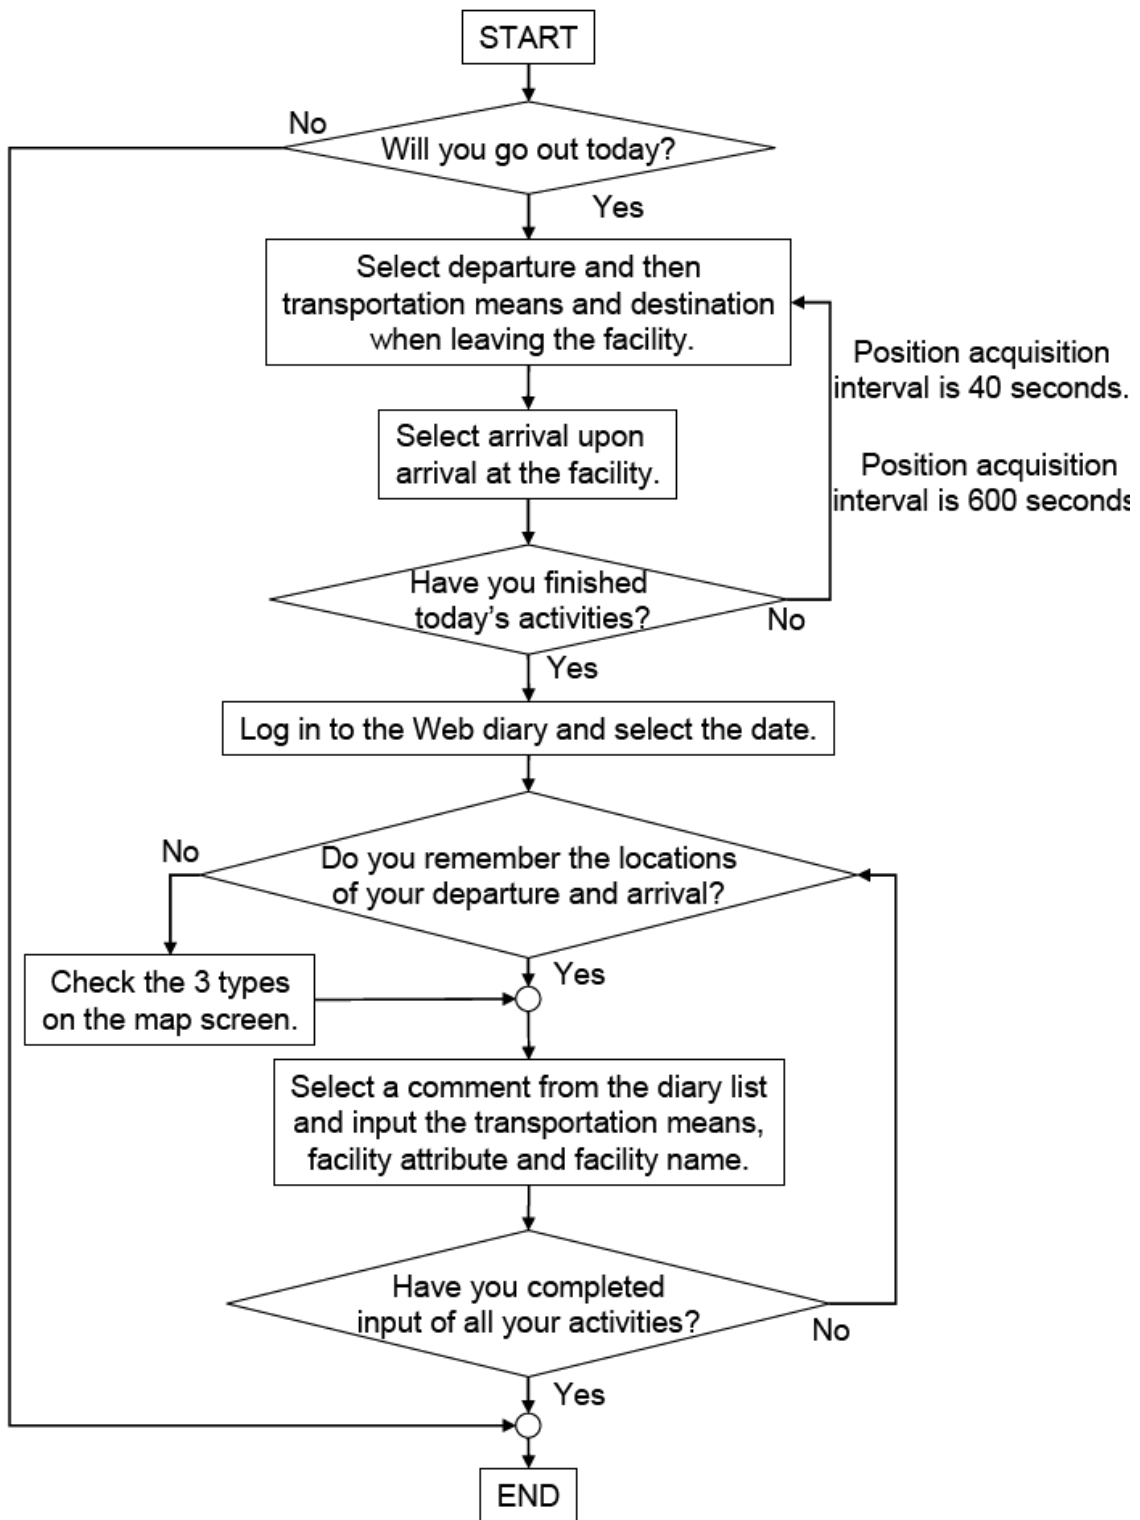 START
No
Will you go out today?
Yes
Select departure and then
transportation means and destination
when leaving the facility.
Position acquisition
interval is 40 seconds.
Select arrival upon
arrival at the facility.
Position acquisition
interval is 600 seconds
Have you finished
today's activities?
No
Yes
Log in to the Web diary and select the date.
No
Do you remember the locations
of your departure and arrival?
Yes
Check the 3 types
on the map screen.
Select a comment from the diary list
and input the transportation means,
facility attribute and facility name.
Have you completed
input of all your activities?
No
Yes
END